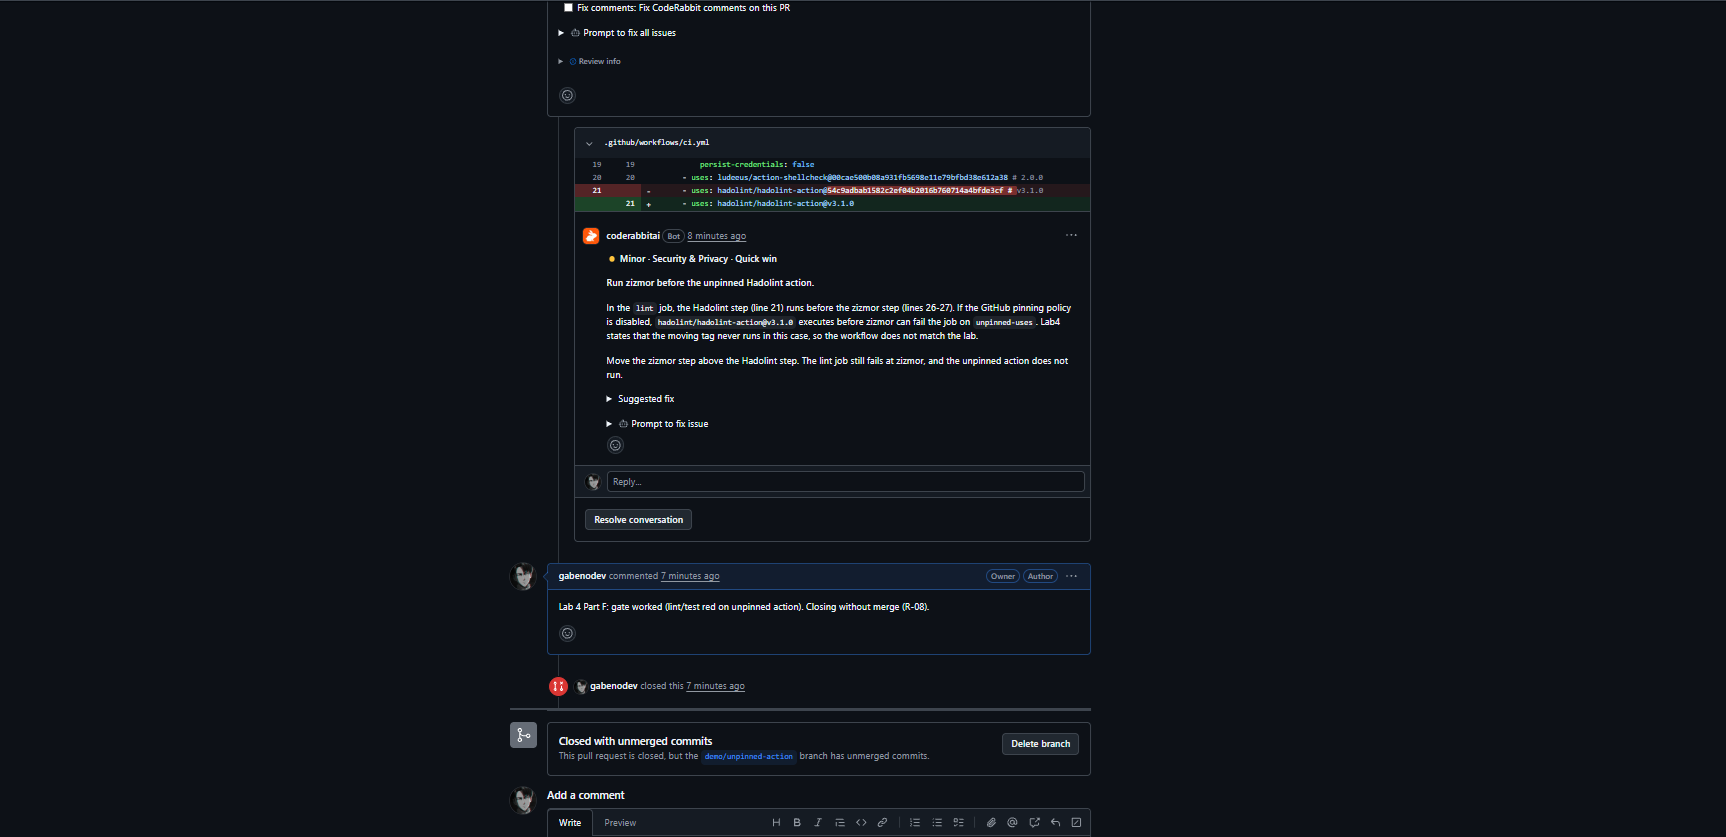 Fix comments: Fix CodeRabbit comments on this PR
Prompt to fix all issues
Review info
.github/workflows/ci.yml
19 19 persist-credentials: false
20 20 - uses: ludeeus/action-shellcheck@00cae500b08a931fb5698e11e79bfbd38e612a38 # 2.0.0
21 - - uses: hadolint/hadolint-action@54c9adbab1582c2ef04b2016b760714a4bfde3cf # v3.1.0
21 + - uses: hadolint/hadolint-action@v3.1.0
coderabbitai Bot 8 minutes ago
Minor · Security & Privacy · Quick win
Run zizmor before the unpinned Hadolint action.
In the lint job, the Hadolint step (line 21) runs before the zizmor step (lines 26-27). If the GitHub pinning policy
is disabled, hadolint/hadolint-action@v3.1.0 executes before zizmor can fail the job on unpinned-uses. Lab4
states that the moving tag never runs in this case, so the workflow does not match the lab.
Move the zizmor step above the Hadolint step. The lint job still fails at zizmor, and the unpinned action does not
run.
Suggested fix
Prompt to fix issue
Reply...
Resolve conversation
gabenodev commented 7 minutes ago Owner Author
Lab 4 Part F: gate worked (lint/test red on unpinned action). Closing without merge (R-08).
gabenodev closed this 7 minutes ago
Closed with unmerged commits
This pull request is closed, but the demo/unpinned-action branch has unmerged commits.
Delete branch
Add a comment
Write Preview